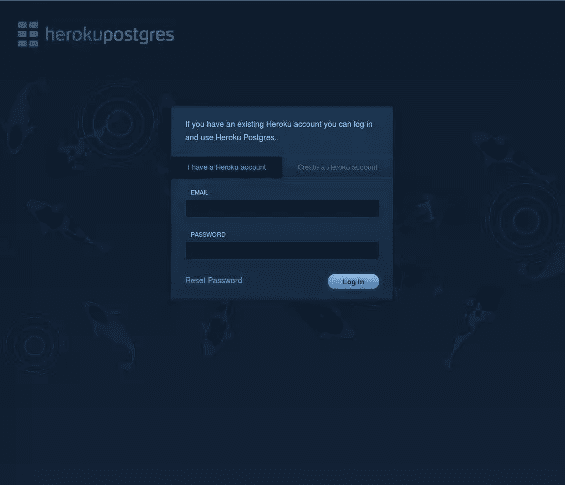 herokupostgres
If you have an existing Heroku account you can log in
and use Heroku Postgres.
I have a Heroku account
Create a Heroku account
EMAIL
PASSWORD
Reset Password
Log In